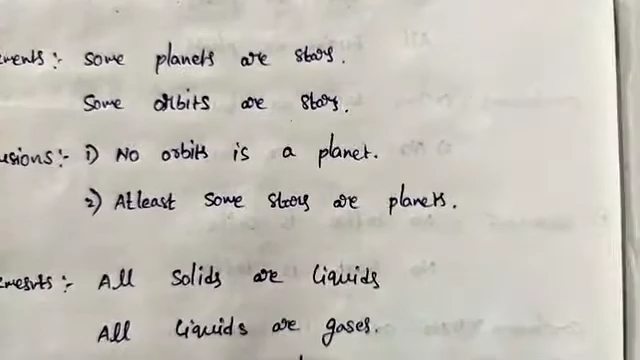 ments:- Some planets are stars.
Some orbits are stars.
usions:- 1) No orbits is a planet.
2) Atleast some stars are planets.
ements:- All Solids are Liquids
All Liquids are gases.